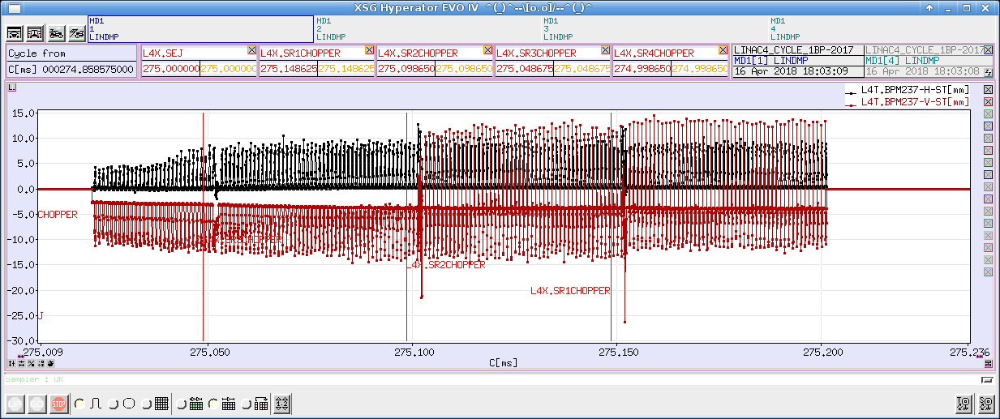 XSG Hyperator EVO IV ^(_)^--\[o.o]/--^(_)^
MD1
1
LINDMP
MD1
2
LINDMP
MD1
3
LINDMP
MD1
4
LINDMP
Cycle from
C[ms] 000274.858575000
L4X.SEJ
275.000000 275.000000
L4X.SR1CHOPPER
275.148625 275.148625
L4X.SR2CHOPPER
275.098650 275.098650
L4X.SR3CHOPPER
275.048675 275.048675
L4X.SR4CHOPPER
274.998650 274.998650
LINAC4_CYCLE_1BP-2017
MD1[1] LINDMP
16 Apr 2018 18:03:09
LINAC4_CYCLE_1BP-2017
MD1[4] LINDMP
16 Apr 2018 18:03:08
L4T.BPM237-H-ST[mm]
L4T.BPM237-V-ST[mm]
15.0
10.0
5.0
0.0
-5.0
-10.0
-15.0
-20.0
-25.0
-30.0
CHOPPER
L4X.SR2CHOPPER
L4X.SR1CHOPPER
J
275.009
275.050
275.100
275.150
275.200
275.236
C[ms]
Sampler : OK
UP
GO
STOP
1.2